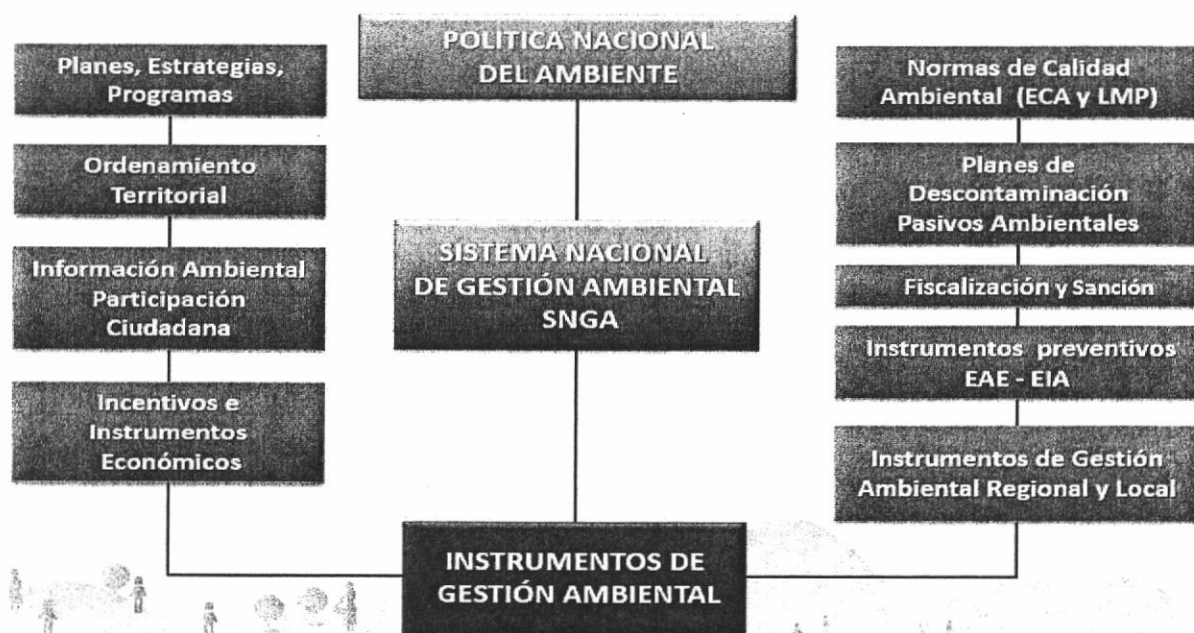 POLÍTICA NACIONAL
DEL AMBIENTE
Planes, Estrategias,
Programas
Ordenamiento
Territorial
Información Ambiental
Participación
Ciudadana
Incentivos e
Instrumentos
Económicos
SISTEMA NACIONAL
DE GESTIÓN AMBIENTAL
SNGA
Normas de Calidad
Ambiental (ECA y LMP)
Planes de
Descontaminación
Pasivos Ambientales
Fiscalización y Sanción
Instrumentos preventivos
EAE - EIA
Instrumentos de Gestión
Ambiental Regional y Local
INSTRUMENTOS DE
GESTIÓN AMBIENTAL